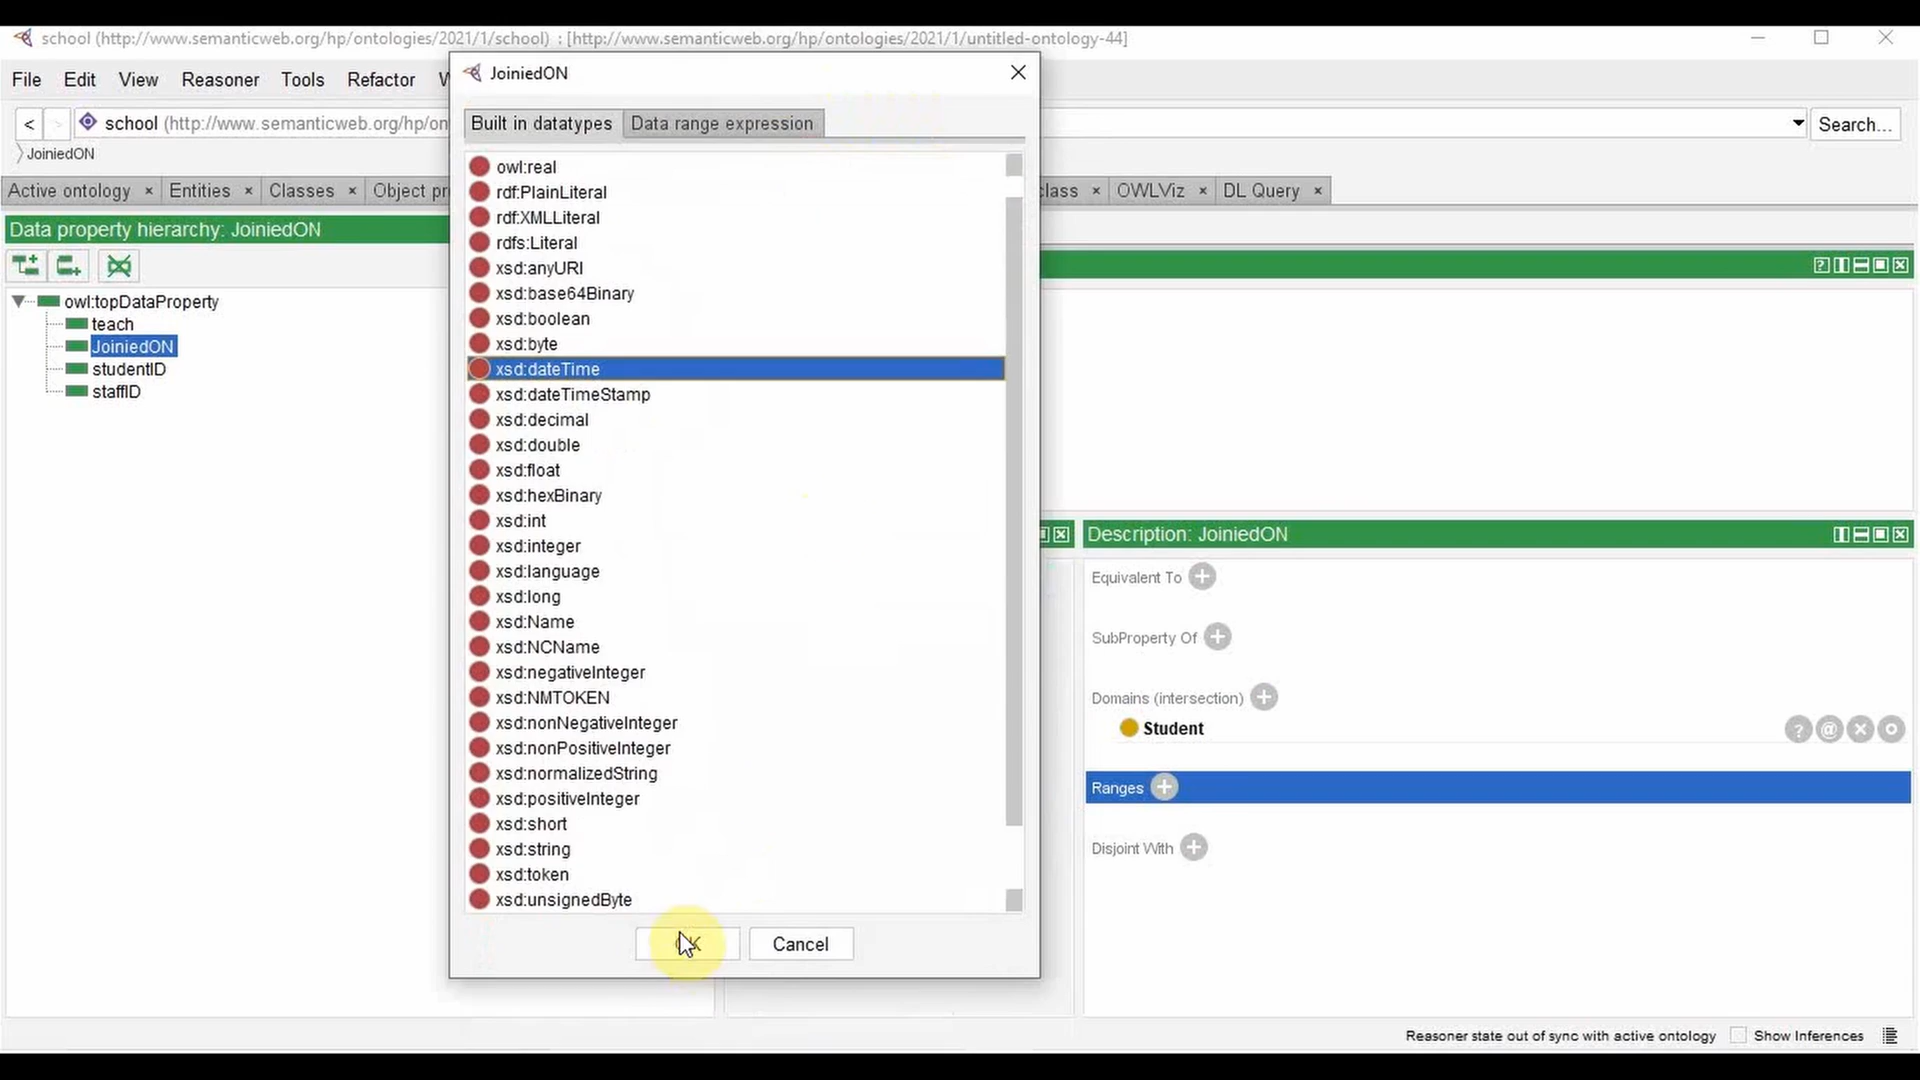 school (http://www.semanticweb.org/hp/ontologies/2021/1/school) : [http://www.semanticweb.org/hp/ontologies/2021/1/untitled-ontology-44]
File Edit View Reasoner Tools Refactor
< > school (http://www.semanticweb.org/hp/on Search...
JoiniedON
Active ontology × Entities × Classes × Object pr class × OWLViz × DL Query ×
Data property hierarchy: JoiniedON
owl:topDataProperty
teach
JoiniedON
studentID
staffID
JoiniedON
Built in datatypes Data range expression
owl:real
rdf:PlainLiteral
rdf:XMLLiteral
rdfs:Literal
xsd:anyURI
xsd:base64Binary
xsd:boolean
xsd:byte
xsd:dateTime
xsd:dateTimeStamp
xsd:decimal
xsd:double
xsd:float
xsd:hexBinary
xsd:int
xsd:integer
xsd:language
xsd:long
xsd:Name
xsd:NCName
xsd:negativeInteger
xsd:NMTOKEN
xsd:nonNegativeInteger
xsd:nonPositiveInteger
xsd:normalizedString
xsd:positiveInteger
xsd:short
xsd:string
xsd:token
xsd:unsignedByte
OK Cancel
Description: JoiniedON
Equivalent To
SubProperty Of
Domains (intersection)
Student
Ranges
Disjoint With
Reasoner state out of sync with active ontology Show Inferences